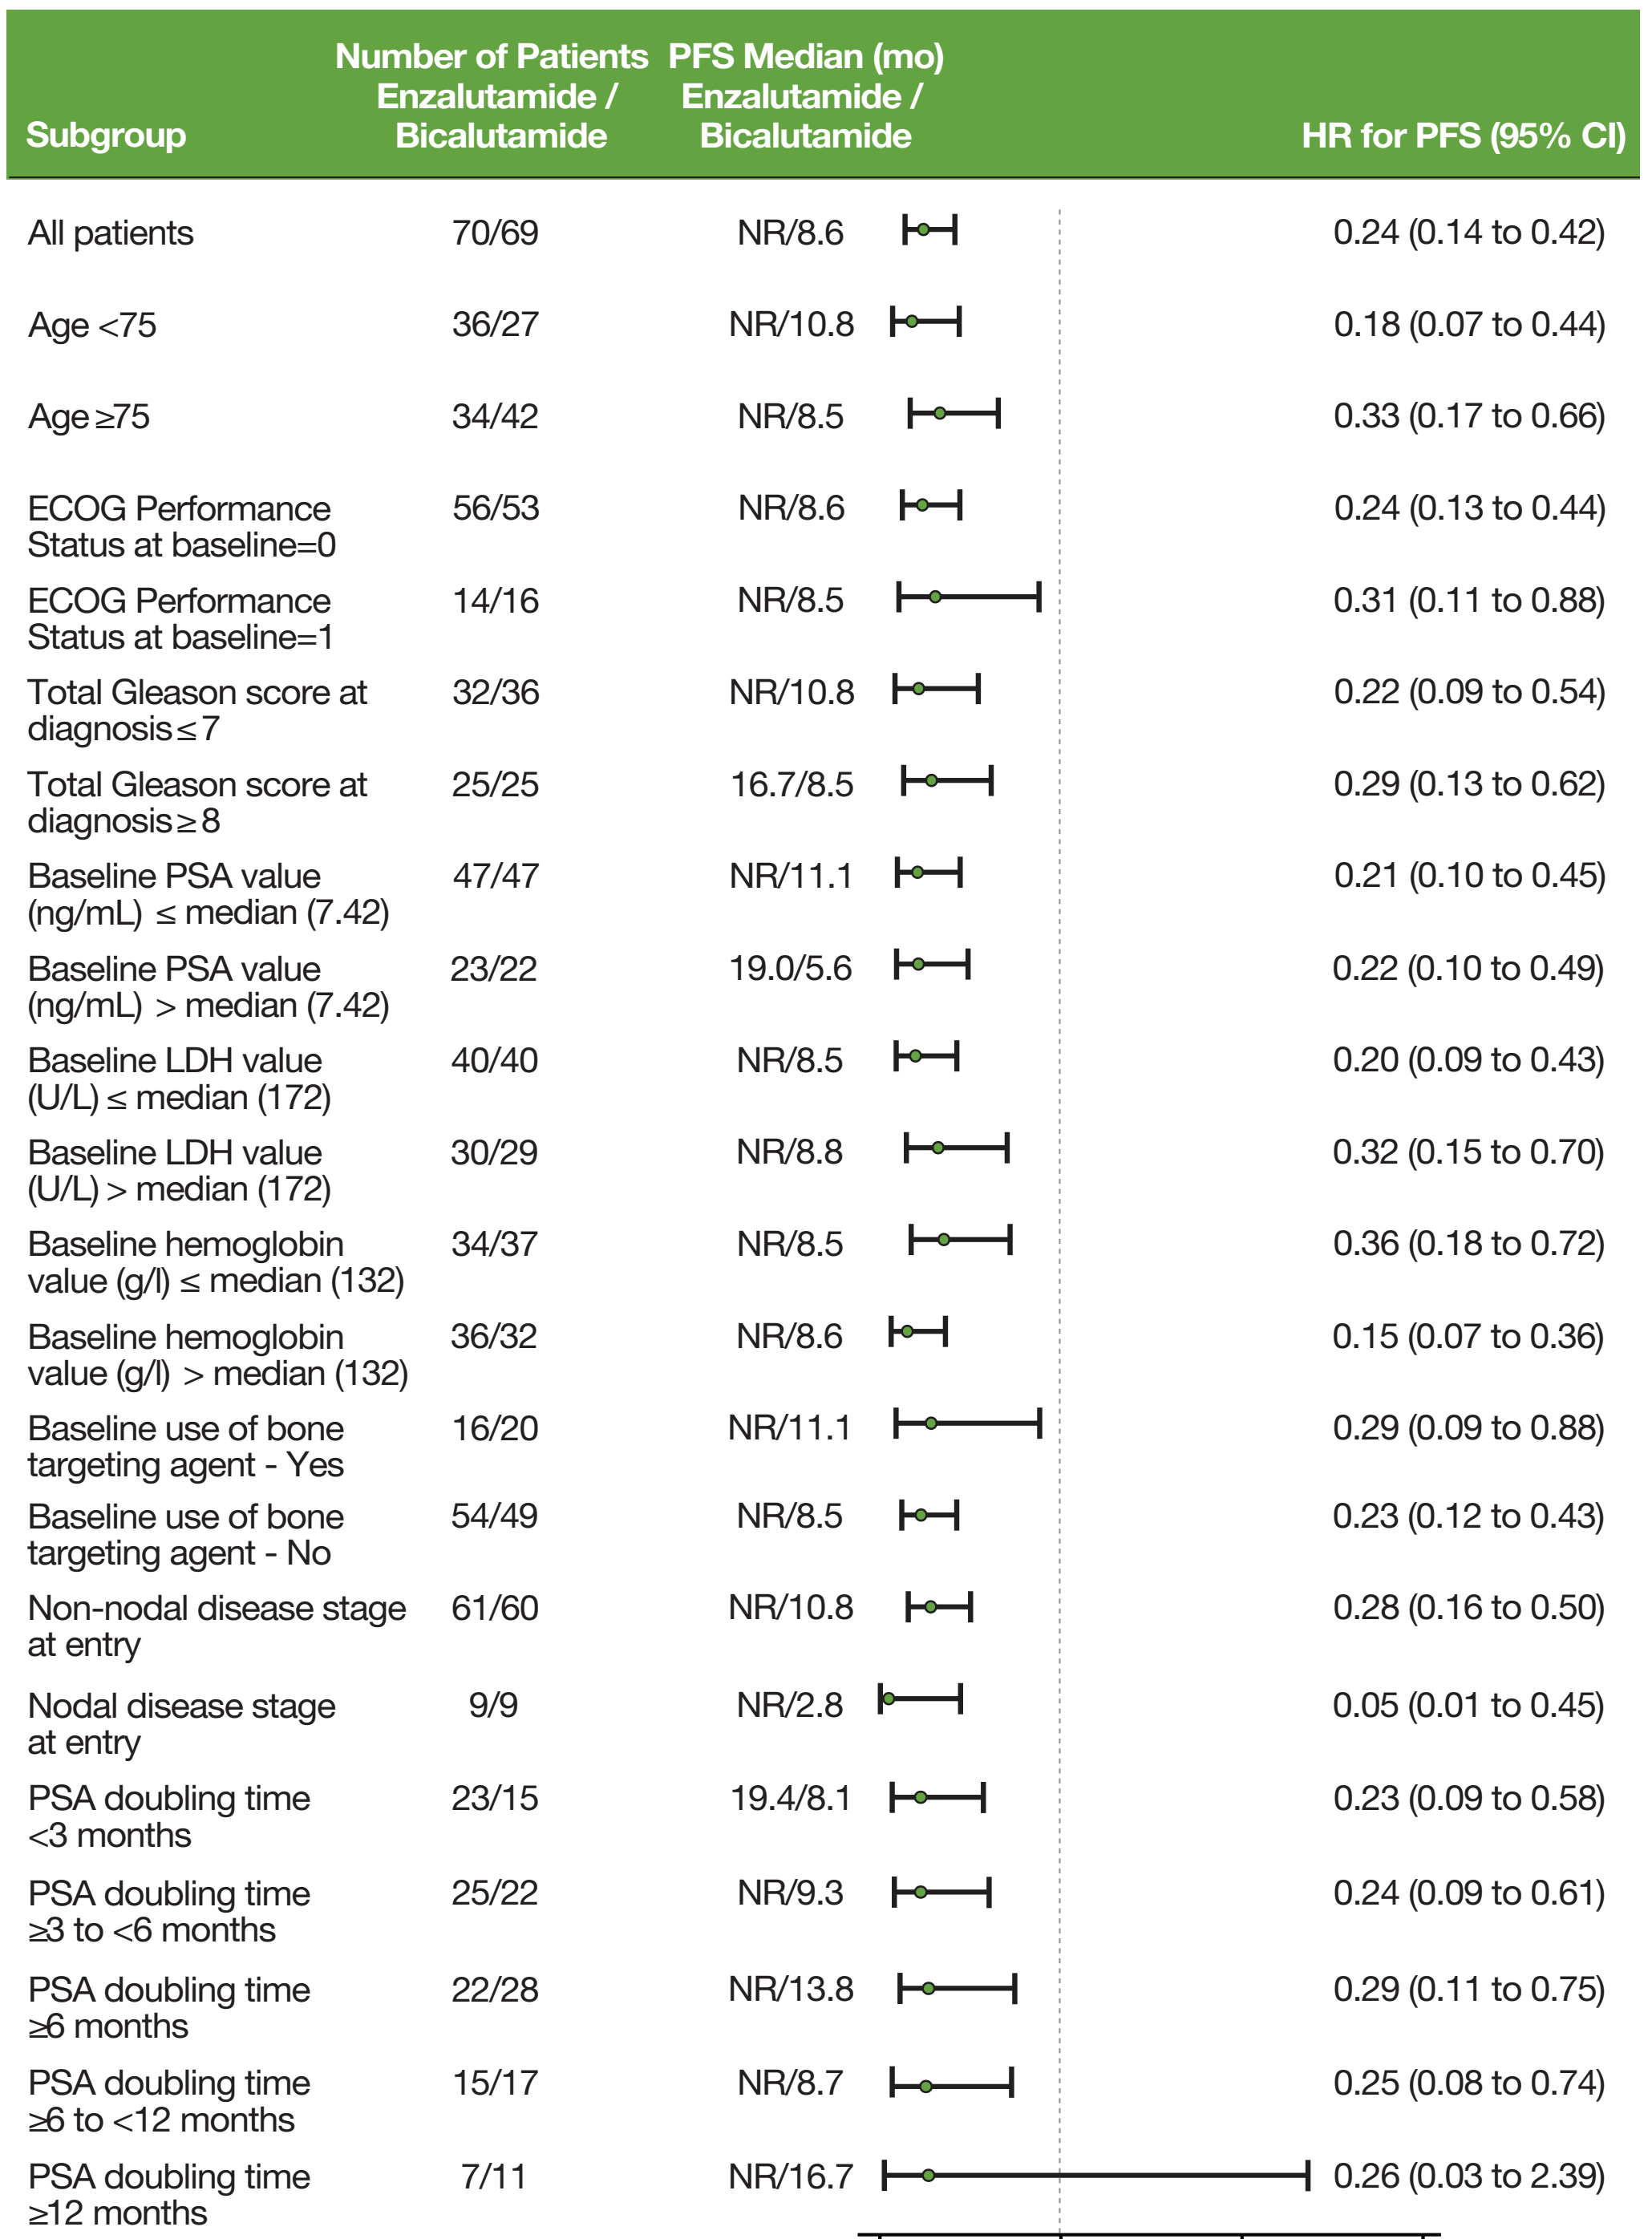 Number of Patients PFS Median (mo)
Enzalutamide / Enzalutamide /
Subgroup Bicalutamide Bicalutamide HR for PFS (95% CI)
All patients 70/69 NR/8.6 0.24 (0.14 to 0.42)
Age <75 36/27 NR/10.8 0.18 (0.07 to 0.44)
Age ≥75 34/42 NR/8.5 0.33 (0.17 to 0.66)
ECOG Performance 56/53 NR/8.6 0.24 (0.13 to 0.44)
Status at baseline=0
ECOG Performance 14/16 NR/8.5 0.31 (0.11 to 0.88)
Status at baseline=1
Total Gleason score at 32/36 NR/10.8 0.22 (0.09 to 0.54)
diagnosis ≤ 7
Total Gleason score at 25/25 16.7/8.5 0.29 (0.13 to 0.62)
diagnosis ≥ 8
Baseline PSA value 47/47 NR/11.1 0.21 (0.10 to 0.45)
(ng/mL) ≤ median (7.42)
Baseline PSA value 23/22 19.0/5.6 0.22 (0.10 to 0.49)
(ng/mL) > median (7.42)
Baseline LDH value 40/40 NR/8.5 0.20 (0.09 to 0.43)
(U/L) ≤ median (172)
Baseline LDH value 30/29 NR/8.8 0.32 (0.15 to 0.70)
(U/L) > median (172)
Baseline hemoglobin 34/37 NR/8.5 0.36 (0.18 to 0.72)
value (g/l) ≤ median (132)
Baseline hemoglobin 36/32 NR/8.6 0.15 (0.07 to 0.36)
value (g/l) > median (132)
Baseline use of bone 16/20 NR/11.1 0.29 (0.09 to 0.88)
targeting agent - Yes
Baseline use of bone 54/49 NR/8.5 0.23 (0.12 to 0.43)
targeting agent - No
Non-nodal disease stage 61/60 NR/10.8 0.28 (0.16 to 0.50)
at entry
Nodal disease stage 9/9 NR/2.8 0.05 (0.01 to 0.45)
at entry
PSA doubling time 23/15 19.4/8.1 0.23 (0.09 to 0.58)
<3 months
PSA doubling time 25/22 NR/9.3 0.24 (0.09 to 0.61)
≥3 to <6 months
PSA doubling time 22/28 NR/13.8 0.29 (0.11 to 0.75)
≥6 months
PSA doubling time 15/17 NR/8.7 0.25 (0.08 to 0.74)
≥6 to <12 months
PSA doubling time 7/11 NR/16.7 0.26 (0.03 to 2.39)
≥12 months